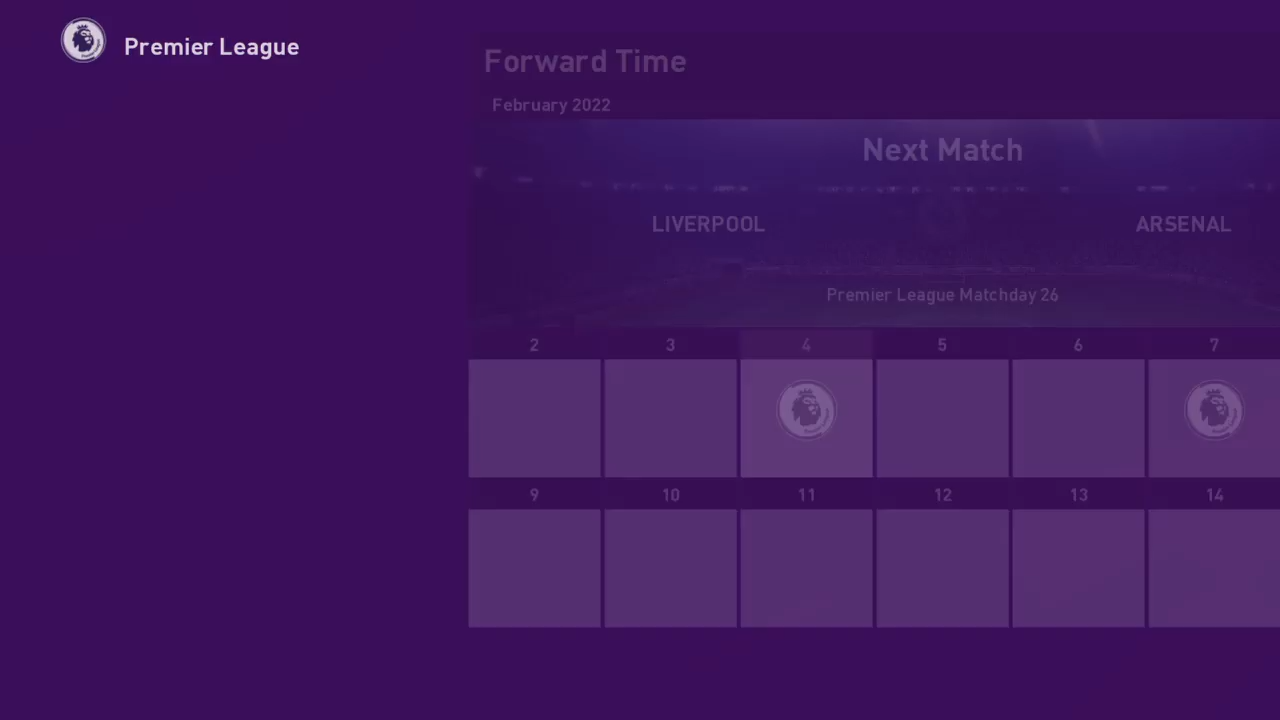 Premier League
Forward Time
February 2022
Next Match
LIVERPOOL ARSENAL
Premier League Matchday 26
2 3 4 5 6 7
9 10 11 12 13 14